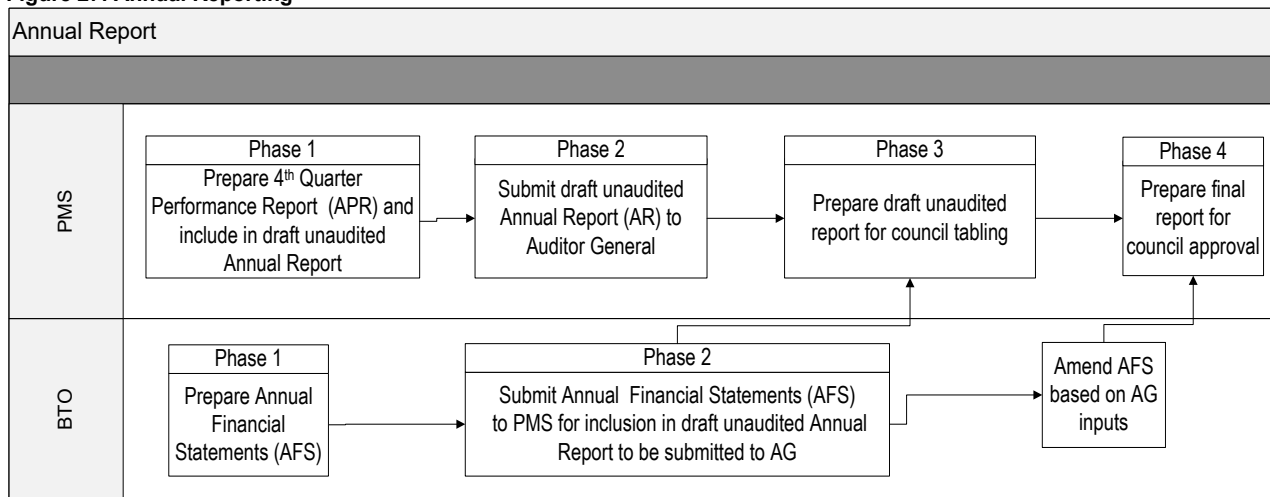 Figure Annual Reporting
Annual Report
PMS
Phase 1
Prepare 4th Quarter
Performance Report (APR) and
include in draft unaudited
Annual Report
Phase 2
Submit draft unaudited
Annual Report (AR) to
Auditor General
Phase 3
Prepare draft unaudited
report for council tabling
Phase 4
Prepare final
report for
council approval
BTO
Phase 1
Prepare Annual
Financial
Statements (AFS)
Phase 2
Submit Annual Financial Statements (AFS)
to PMS for inclusion in draft unaudited Annual
Report to be submitted to AG
Amend AFS
based on AG
inputs